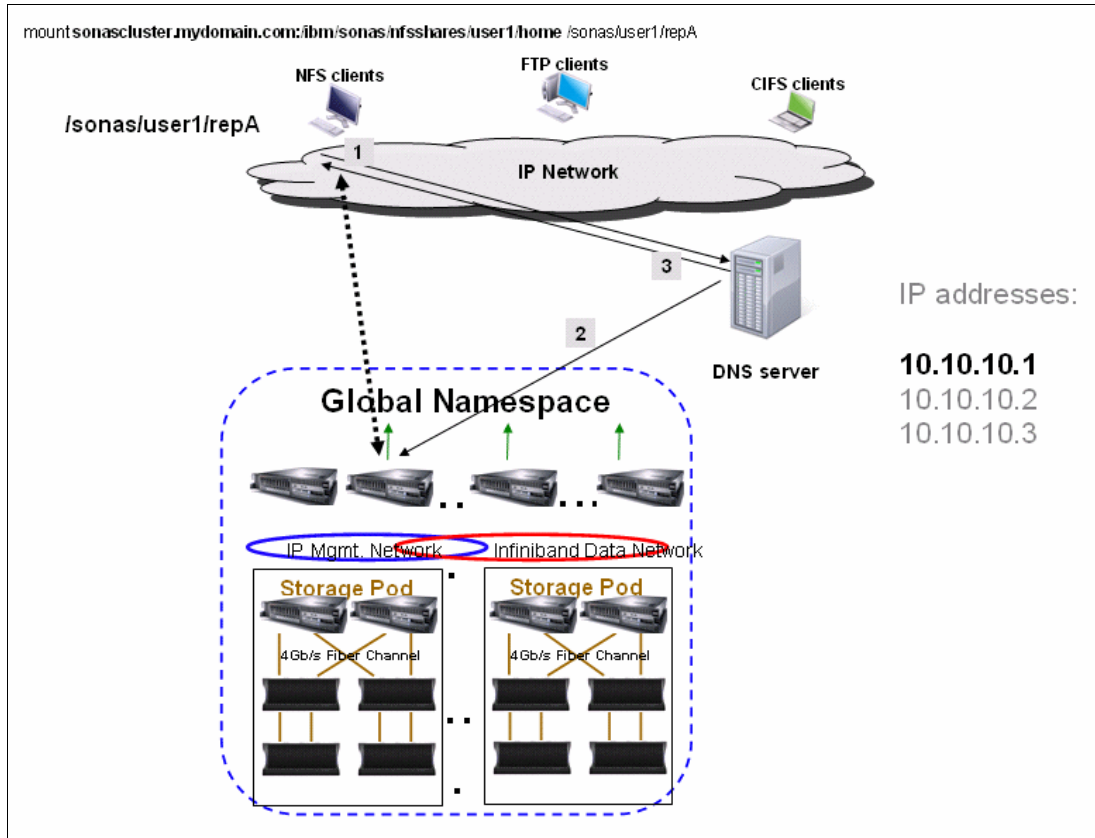 mount sonascluster.mydomain.com:/ibm/sonas/nfsshares/user1/home /sonas/user1/repA
NFS clients
FTP clients
CIFS clients
/sonas/user1/repA
1
IP Network
3
2
DNS server
IP addresses:
10.10.10.1
10.10.10.2
10.10.10.3
Global Namespace
IP Mgmt. Network
Infiniband Data Network
Storage Pod
Storage Pod
4Gb/s Fiber Channel
4Gb/s Fiber Channel